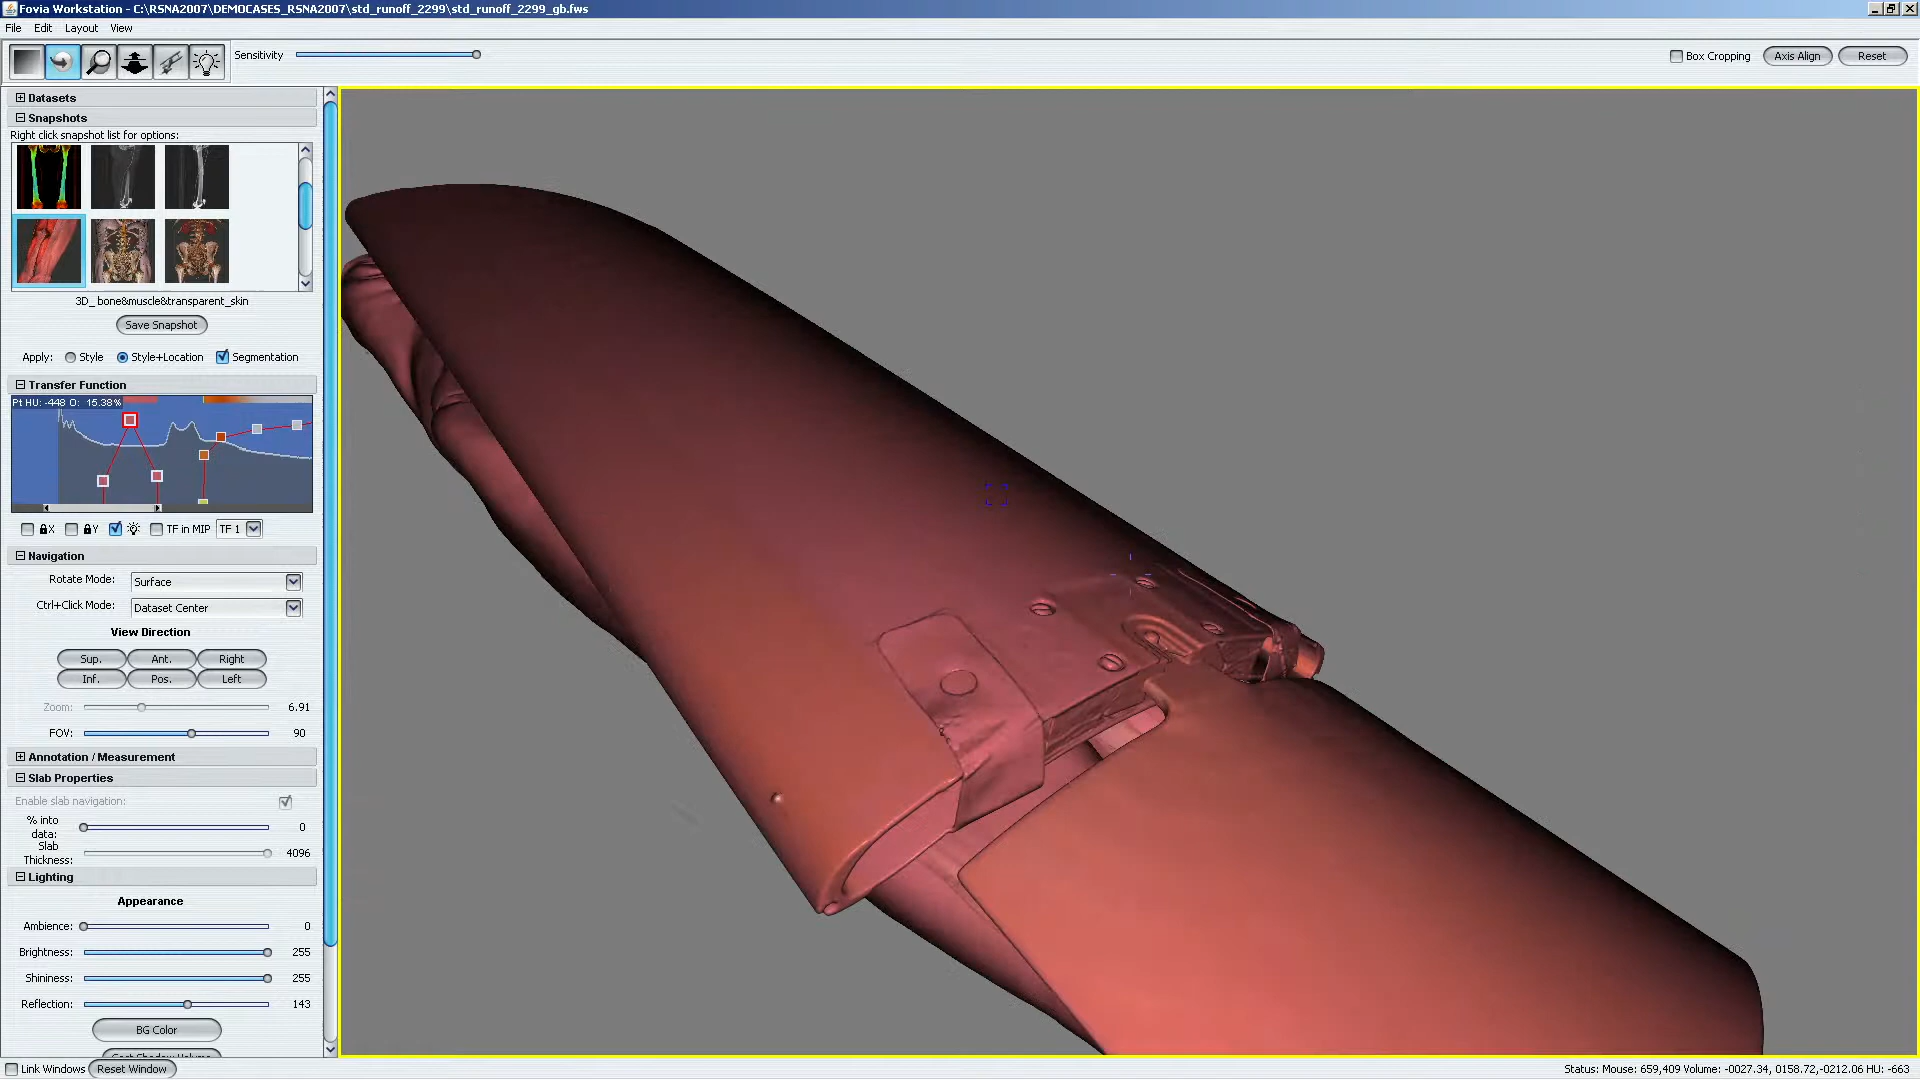 Fovia Workstation - C:\RSNA2007\DEMOCASES_RSNA2007\std_runoff_2299\std_runoff_2299_gb.fws
File Edit Layout View
Sensitivity
Box Cropping
Axis Align
Reset
Datasets
Snapshots
Right click snapshot list for options:
3D_ bone&muscle&transparent_skin
Save Snapshot
Apply: Style Style+Location Segmentation
Transfer Function
Pt HU: -448 O: 15.38%
X Y TF in MIP TF 1
Navigation
Rotate Mode: Surface
Ctrl+Click Mode: Dataset Center
View Direction
Sup. Ant. Right
Inf. Pos. Left
Zoom: 6.91
FOV: 90
Annotation / Measurement
Slab Properties
Enable slab navigation:
% into data: 0
Slab Thickness: 4096
Lighting
Appearance
Ambience: 0
Brightness: 255
Shininess: 255
Reflection: 143
BG Color
Link Windows Reset Window
Status: Mouse: 659,409 Volume: -0027.34, 0158.72,-0212.06 HU: -663